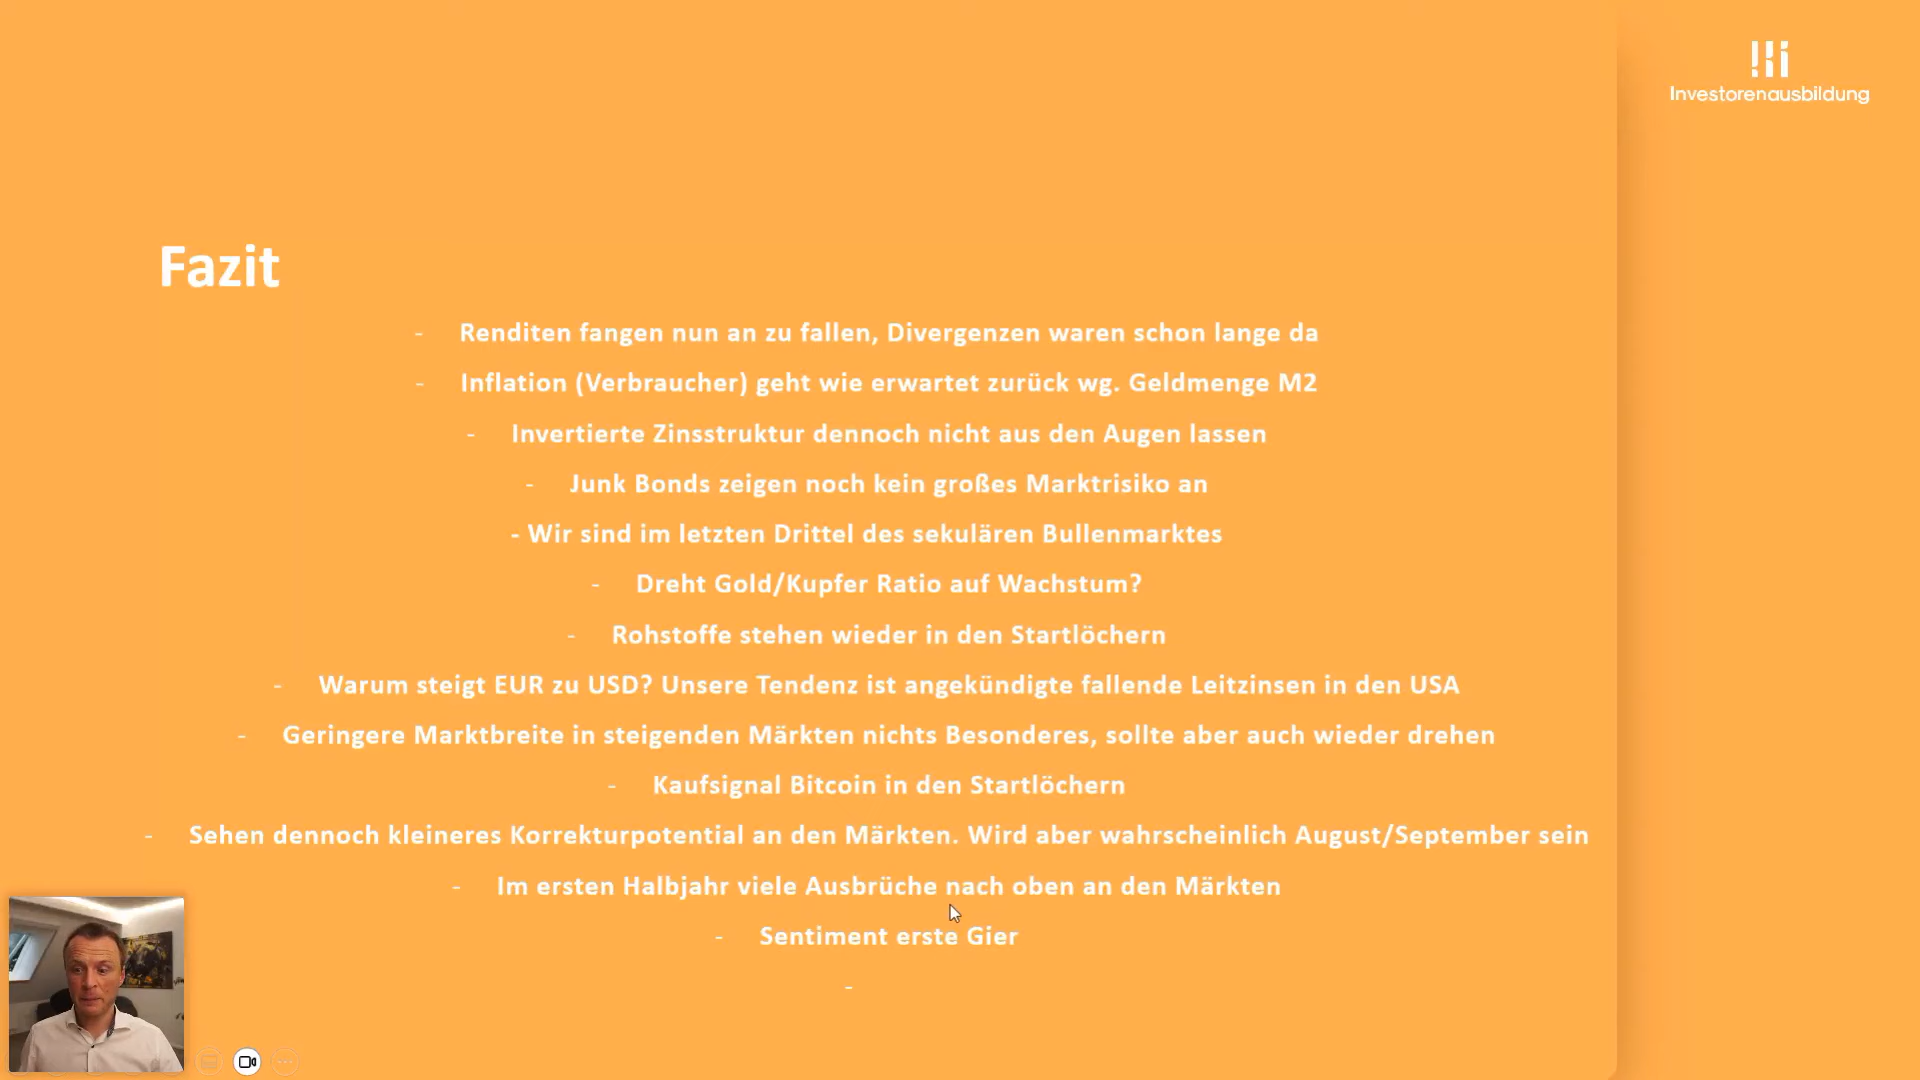 Investorenausbildung
Fazit
- Renditen fangen nun an zu fallen, Divergenzen waren schon lange da
- Inflation (Verbraucher) geht wie erwartet zurück wg. Geldmenge M2
- Invertierte Zinsstruktur dennoch nicht aus den Augen lassen
- Junk Bonds zeigen noch kein großes Marktrisiko an
- Wir sind im letzten Drittel des sekulären Bullenmarktes
- Dreht Gold/Kupfer Ratio auf Wachstum?
- Rohstoffe stehen wieder in den Startlöchern
- Warum steigt EUR zu USD? Unsere Tendenz ist angekündigte fallende Leitzinsen in den USA
- Geringere Marktbreite in steigenden Märkten nichts Besonderes, sollte aber auch wieder drehen
- Kaufsignal Bitcoin in den Startlöchern
- Sehen dennoch kleineres Korrekturpotential an den Märkten. Wird aber wahrscheinlich August/September sein
- Im ersten Halbjahr viele Ausbrüche nach oben an den Märkten
- Sentiment erste Gier
-